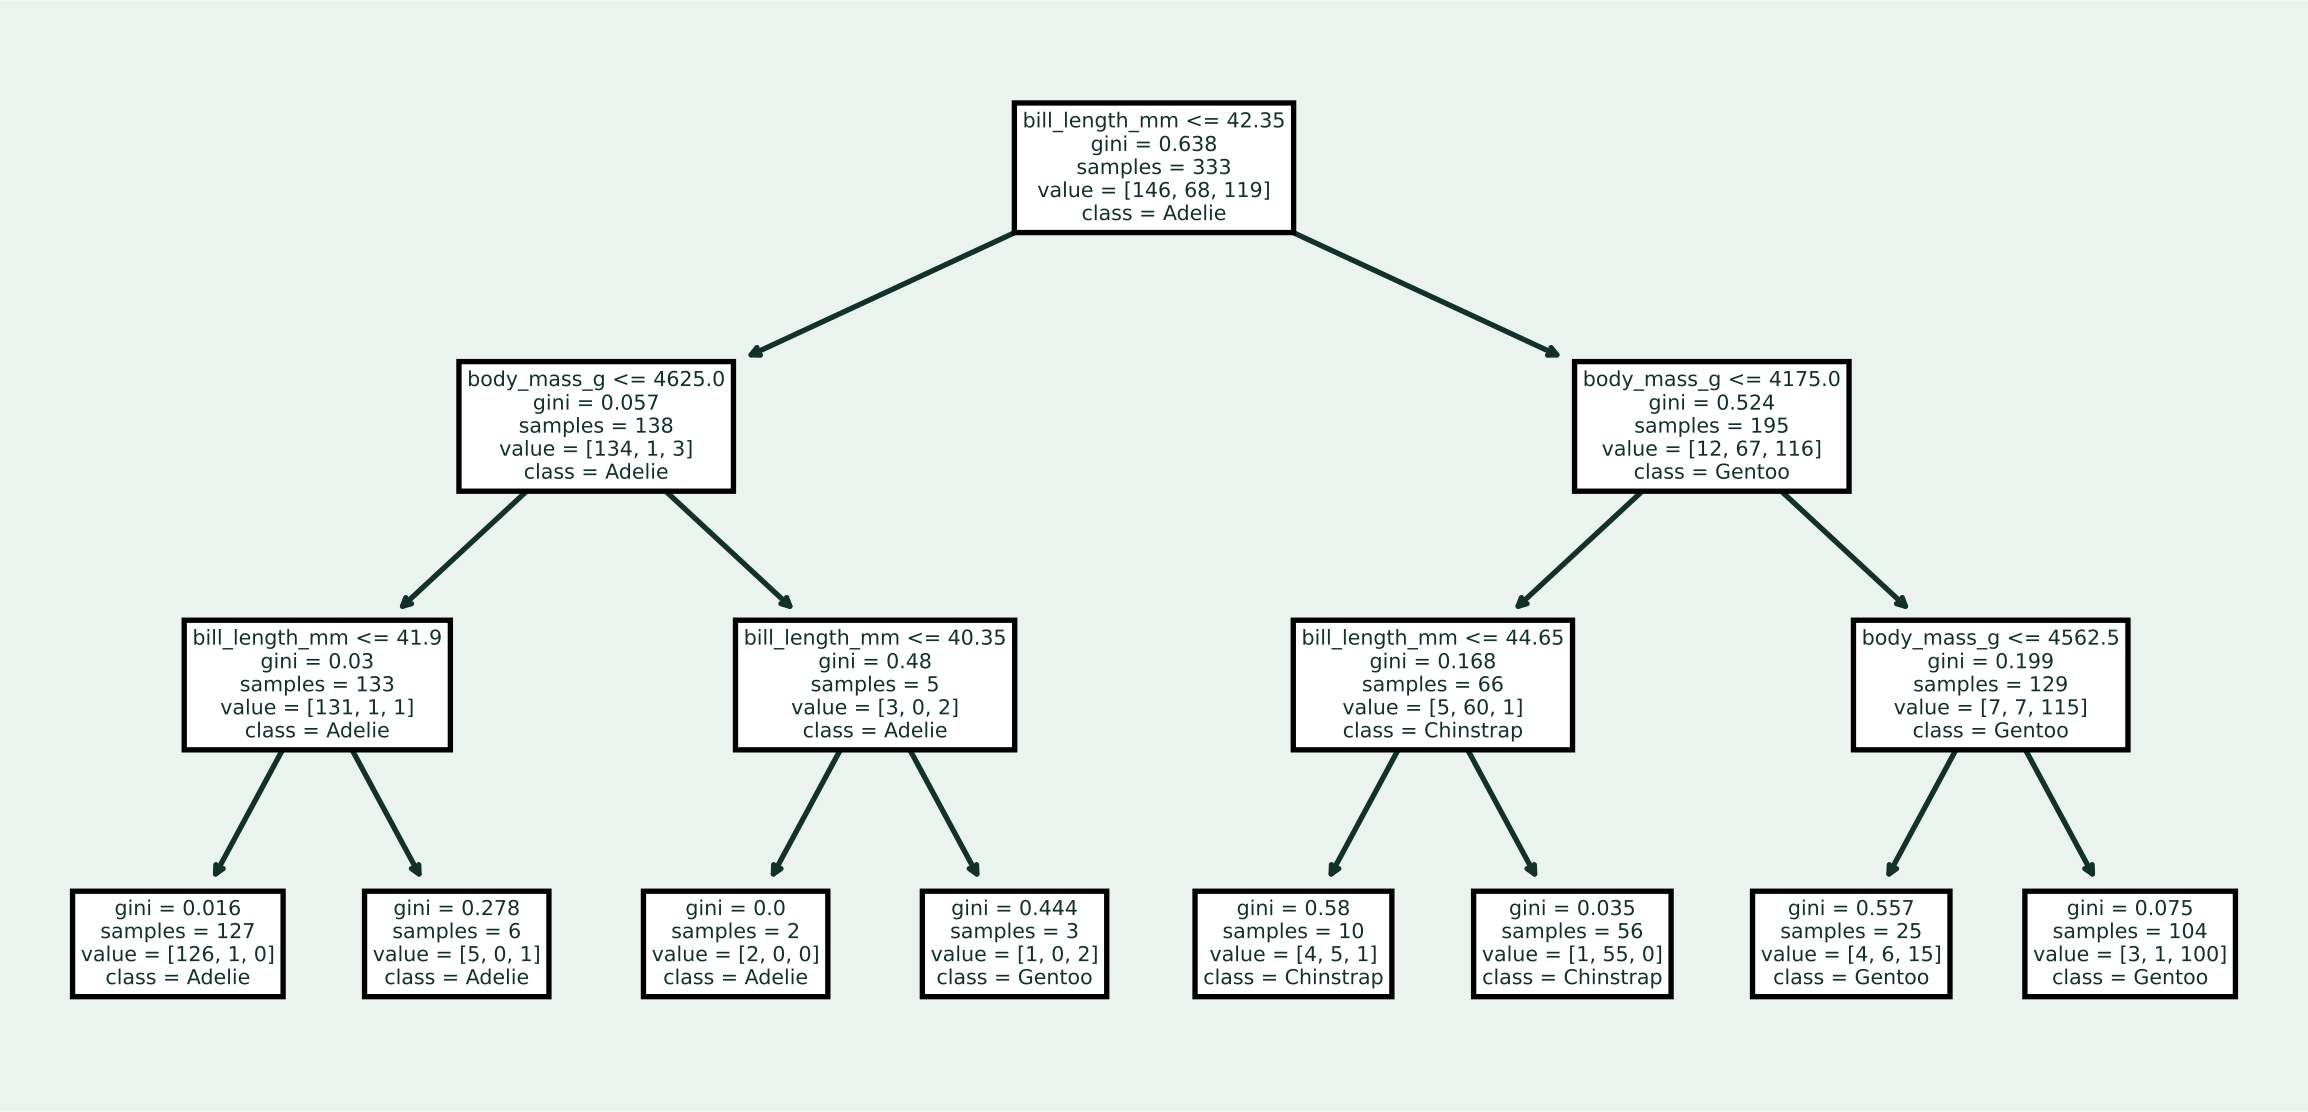 bill_length_mm <= 42.35
gini = 0.638
samples = 333
value = [146, 68, 119]
class = Adelie
body_mass_g <= 4625.0
gini = 0.057
samples = 138
value = [134, 1, 3]
class = Adelie
body_mass_g <= 4175.0
gini = 0.524
samples = 195
value = [12, 67, 116]
class = Gentoo
bill_length_mm <= 41.9
gini = 0.03
samples = 133
value = [131, 1, 1]
class = Adelie
bill_length_mm <= 40.35
gini = 0.48
samples = 5
value = [3, 0, 2]
class = Adelie
bill_length_mm <= 44.65
gini = 0.168
samples = 66
value = [5, 60, 1]
class = Chinstrap
body_mass_g <= 4562.5
gini = 0.199
samples = 129
value = [7, 7, 115]
class = Gentoo
gini = 0.016
samples = 127
value = [126, 1, 0]
class = Adelie
gini = 0.278
samples = 6
value = [5, 0, 1]
class = Adelie
gini = 0.0
samples = 2
value = [2, 0, 0]
class = Adelie
gini = 0.444
samples = 3
value = [1, 0, 2]
class = Gentoo
gini = 0.58
samples = 10
value = [4, 5, 1]
class = Chinstrap
gini = 0.035
samples = 56
value = [1, 55, 0]
class = Chinstrap
gini = 0.557
samples = 25
value = [4, 6, 15]
class = Gentoo
gini = 0.075
samples = 104
value = [3, 1, 100]
class = Gentoo